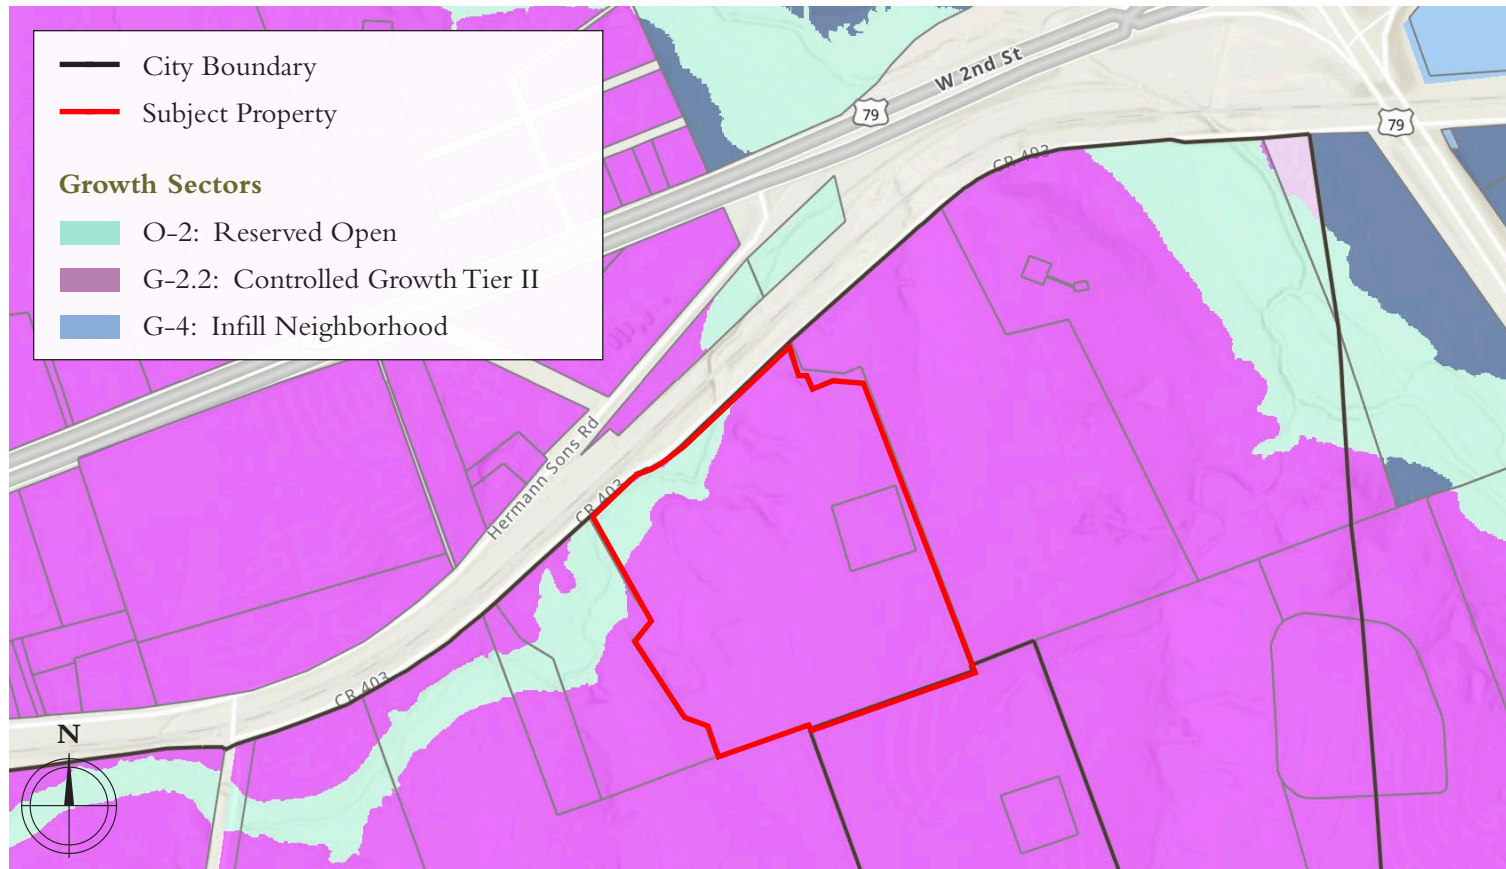 City Boundary
Subject Property
Growth Sectors
O-2: Reserved Open
G-2.2: Controlled Growth Tier II
G-4: Infill Neighborhood
W 2nd St
79
79
CR 403
Hermann Sons Rd
CR 403
CR 403
N